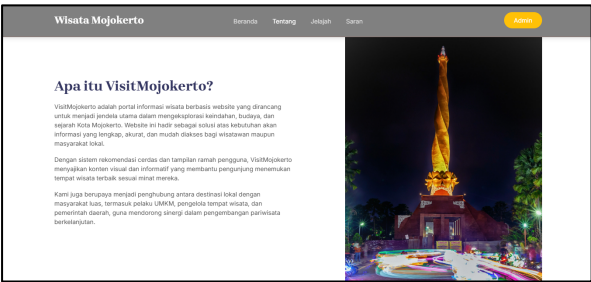 Wisata Mojokerto
Beranda Tentang Jelajah Saran
Admin
Apa itu VisitMojokerto?
VisitMojokerto adalah portal informasi wisata berbasis website yang dirancang
untuk menjadi jendela utama dalam mengeksplorasi keindahan, budaya, dan
sejarah Kota Mojokerto. Website ini hadir sebagai solusi atas kebutuhan akan
informasi yang lengkap, akurat, dan mudah diakses bagi wisatawan maupun
masyarakat lokal.
Dengan sistem rekomendasi cerdas dan tampilan ramah pengguna, VisitMojokerto
menyajikan konten visual dan informatif yang membantu pengunjung menemukan
tempat wisata terbaik sesuai minat mereka.
Kami juga berupaya menjadi penghubung antara destinasi lokal dengan
masyarakat luas, termasuk pelaku UMKM, pengelola tempat wisata, dan
pemerintah daerah, guna mendorong sinergi dalam pengembangan pariwisata
berkelanjutan.